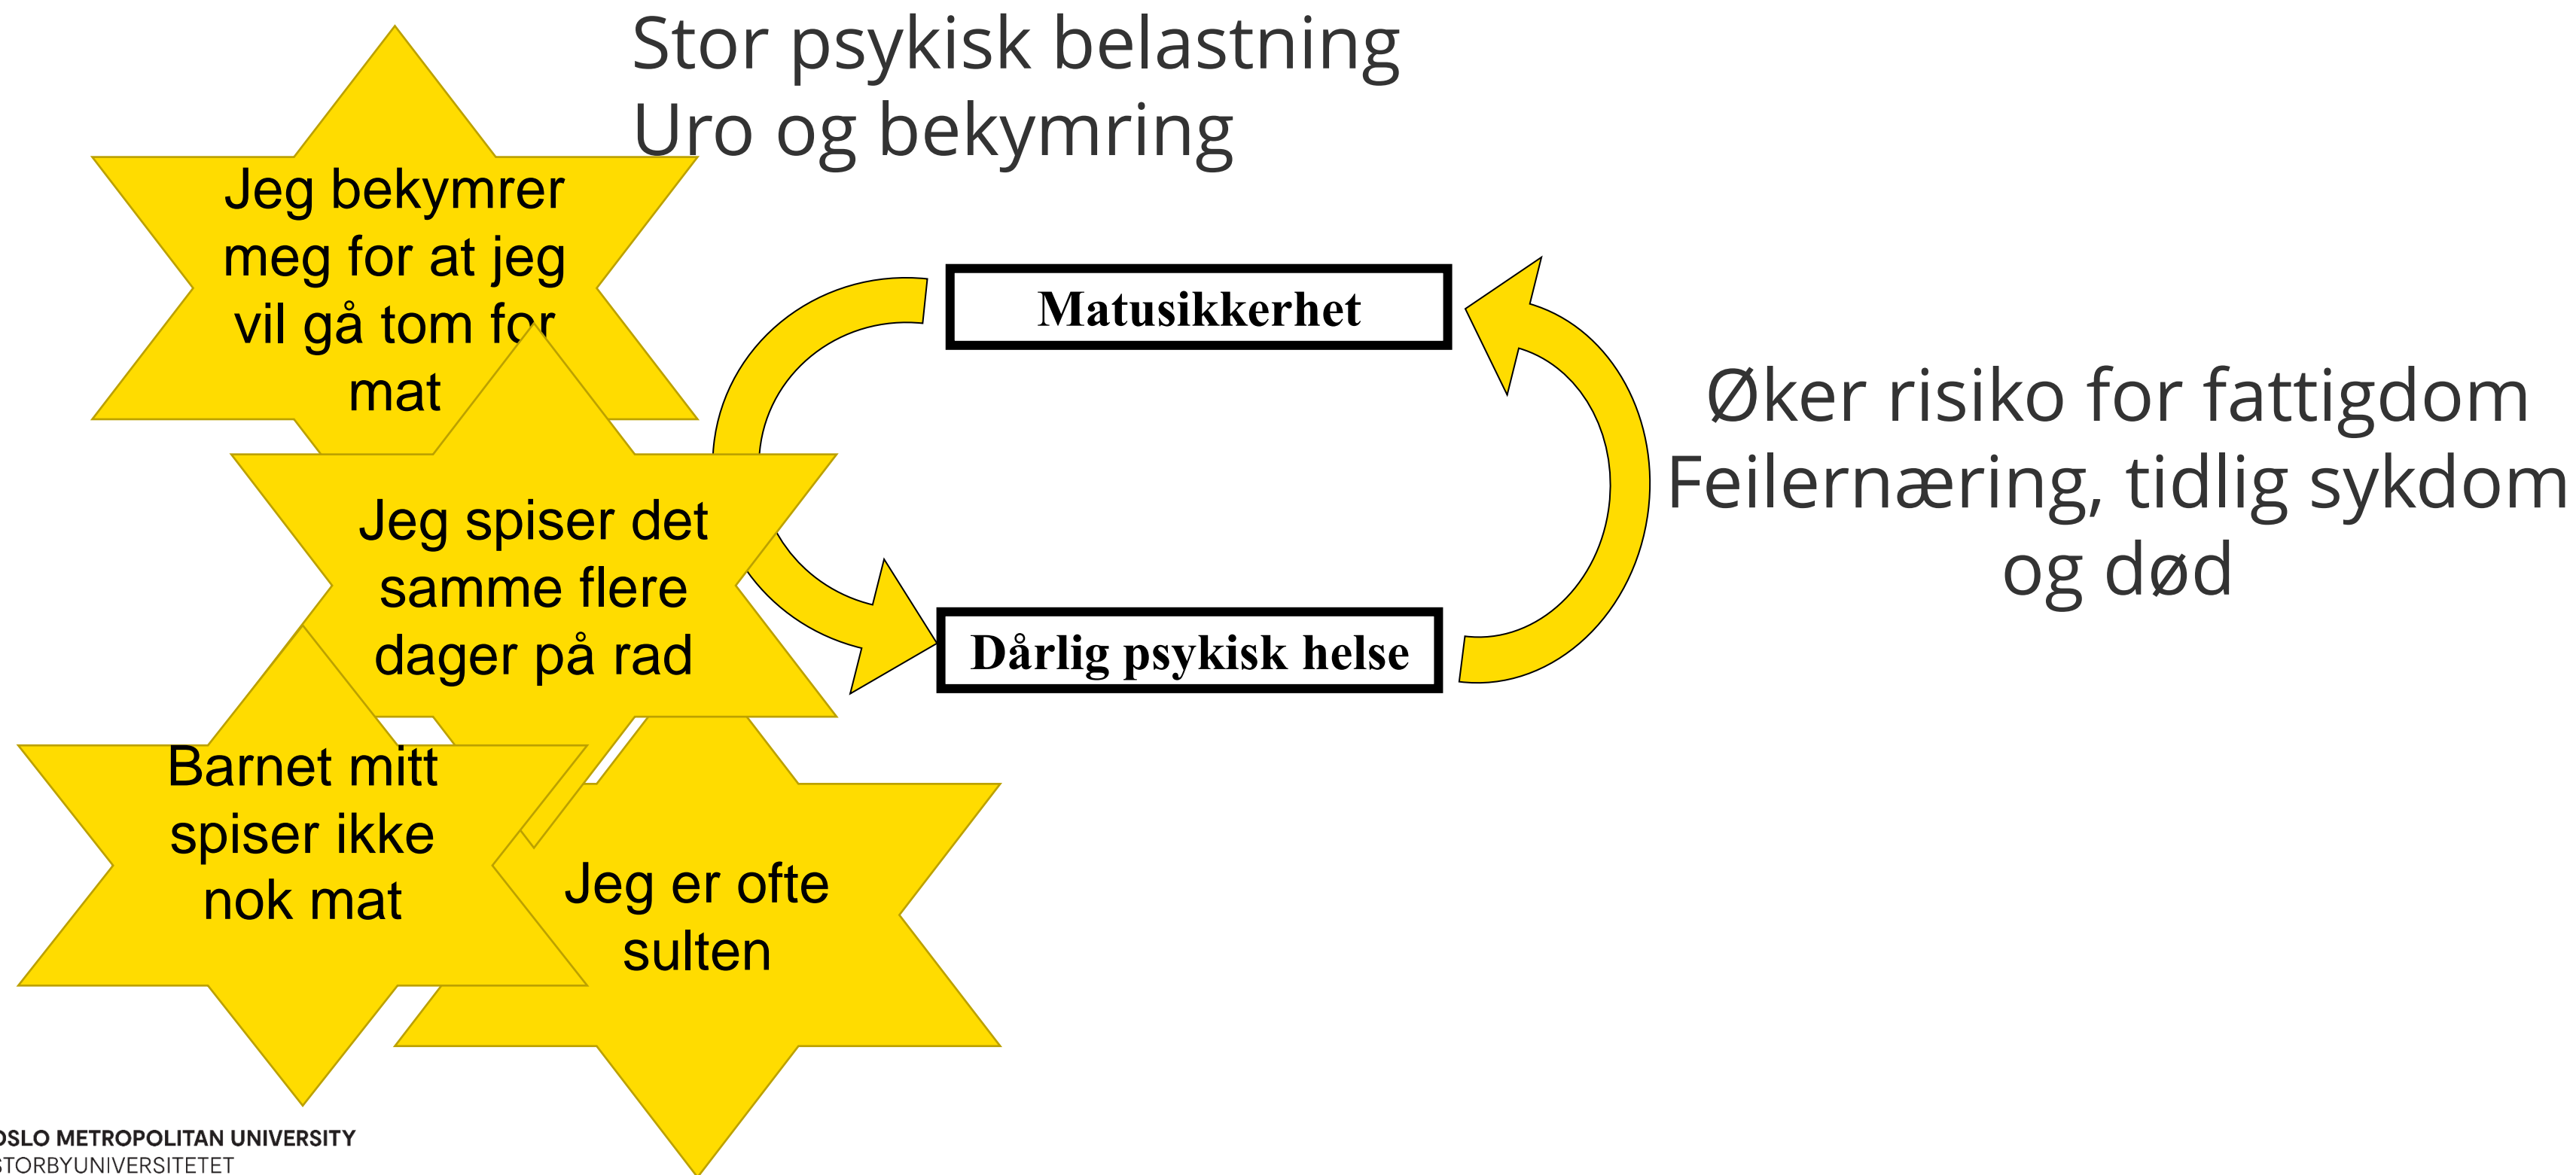 Stor psykisk belastning
Uro og bekymring
Jeg bekymrer
meg for at jeg
vil gå tom for
mat
Matusikkerhet
Øker risiko for fattigdom
Feilernæring, tidlig sykdom
og død
Jeg spiser det
samme flere
dager på rad
Dårlig psykisk helse
Barnet mitt
spiser ikke
nok mat
Jeg er ofte
sulten
OSLO METROPOLITAN UNIVERSITY
STORBYUNIVERSITETET